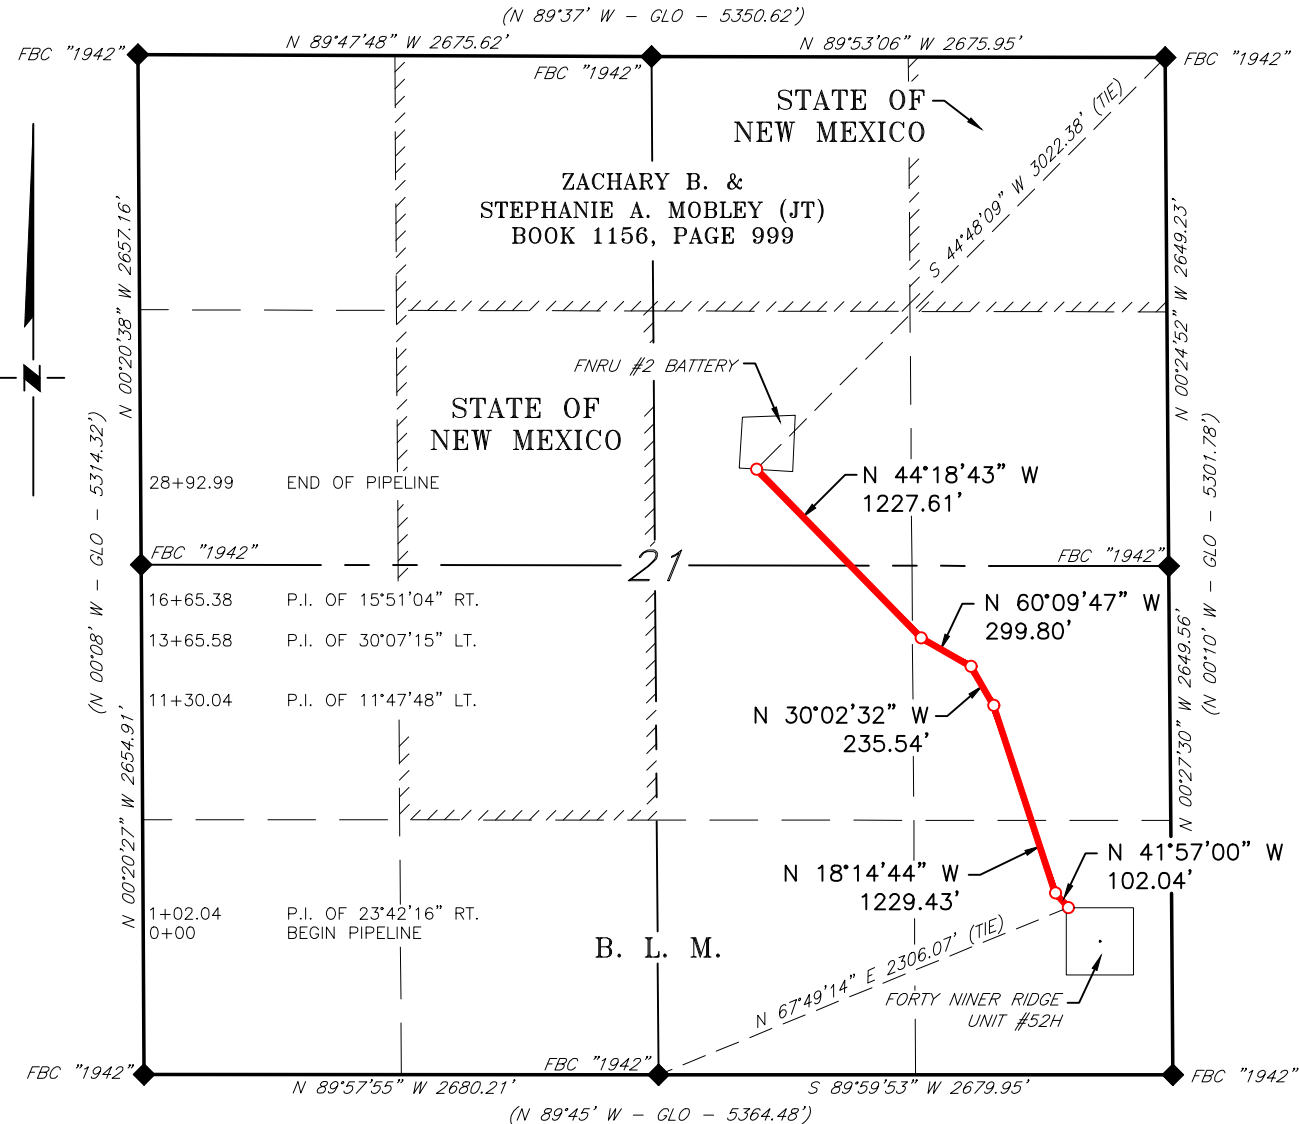 (N 89°37' W - GLO - 5350.62')
FBC "1942"
N 89°47'48" W 2675.62'
FBC "1942"
N 89°53'06" W 2675.95'
FBC "1942"
STATE OF
NEW MEXICO
S 44°48'09" W 3022.38' (TIE)
ZACHARY B. &
STEPHANIE A. MOBLEY (JT)
BOOK 1156, PAGE 999
N 00°20'38" W 2657.16'
N 00°24'52" W 2649.23'
N
FNRU #2 BATTERY
STATE OF
NEW MEXICO
(N 00°08' W - GLO - 5314.32')
(N 00°10' W - GLO - 5301.78')
28+92.99 END OF PIPELINE
N 44°18'43" W
1227.61'
FBC "1942"
21
FBC "1942"
16+65.38 P.I. OF 15°51'04" RT.
13+65.58 P.I. OF 30°07'15" LT.
11+30.04 P.I. OF 11°47'48" LT.
N 60°09'47" W
299.80'
N 30°02'32" W
235.54'
N 00°20'27" W 2654.91'
N 00°27'30" W 2649.56'
N 18°14'44" W
1229.43'
N 41°57'00" W
102.04'
1+02.04 P.I. OF 23°42'16" RT.
0+00 BEGIN PIPELINE
B. L. M.
N 67°49'14" E 2306.07' (TIE)
FORTY NINER RIDGE
UNIT #52H
FBC "1942"
N 89°57'55" W 2680.21'
FBC "1942"
S 89°59'53" W 2679.95'
FBC "1942"
(N 89°45' W - GLO - 5364.48')